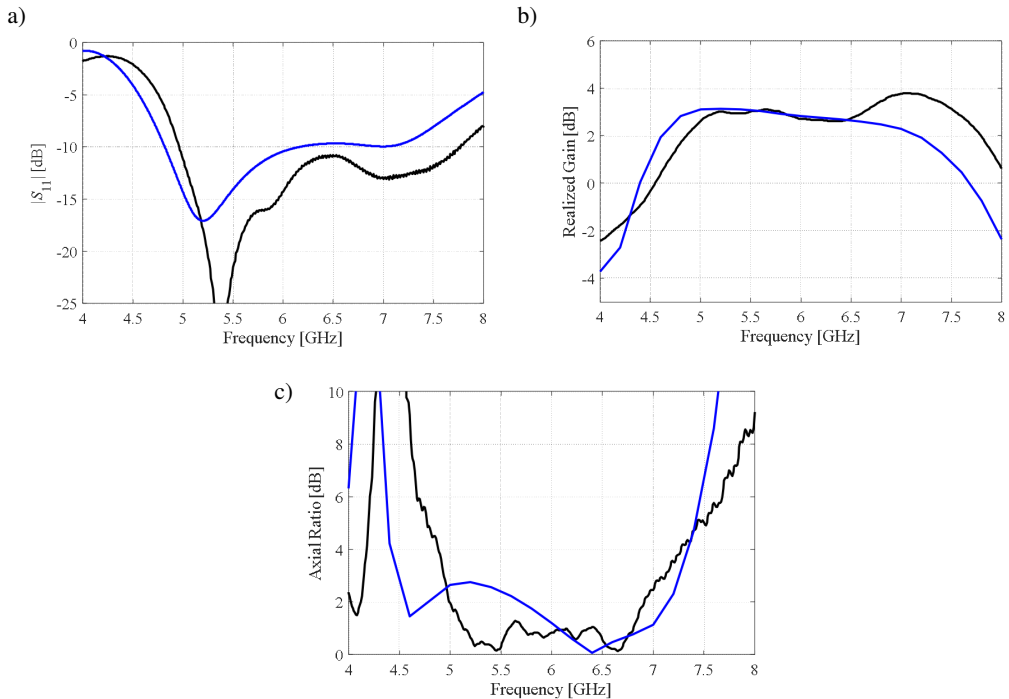 a)
0
-5
-10
-15
-20
-25
|S11| [dB]
4 4.5 5 5.5 6 6.5 7 7.5 8
Frequency [GHz]
b)
6
4
2
0
-2
-4
Realized Gain [dB]
4 4.5 5 5.5 6 6.5 7 7.5 8
Frequency [GHz]
c)
10
8
6
4
2
0
Axial Ratio [dB]
4 4.5 5 5.5 6 6.5 7 7.5 8
Frequency [GHz]